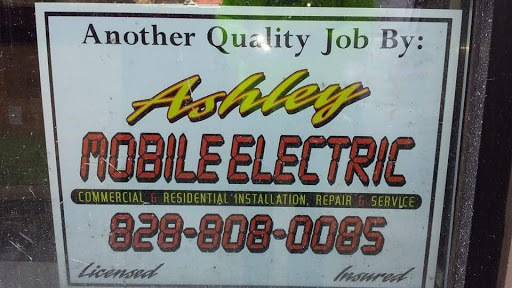 Another Quality Job By:
Ashley
MOBILE ELECTRIC
COMMERCIAL & RESIDENTIAL INSTALLATION, REPAIR & SERVICE
828-808-0085
Licensed Insured